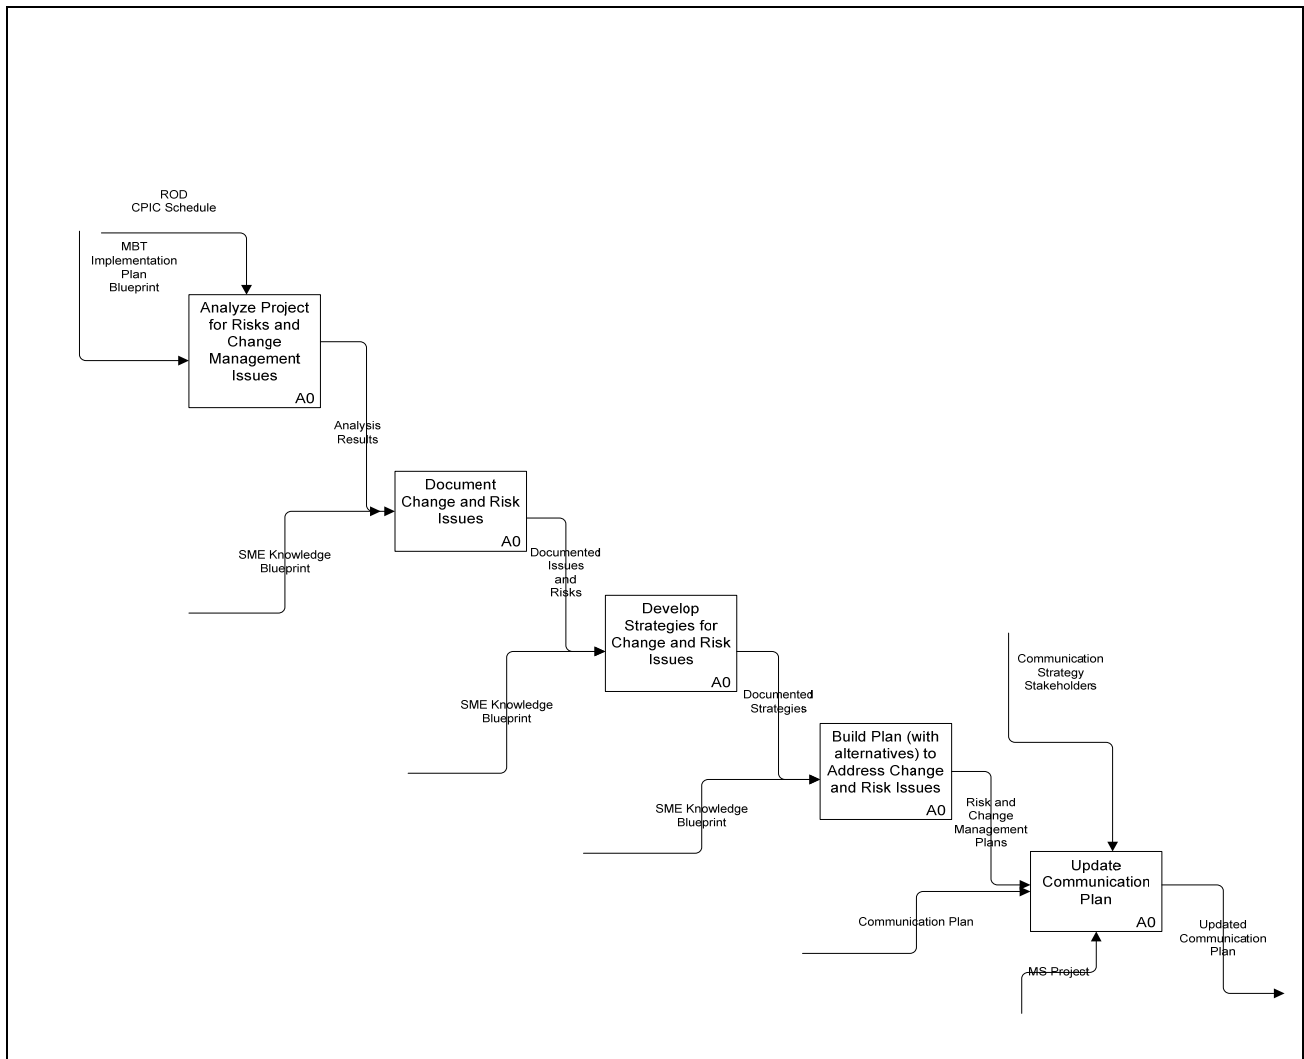 ROD
CPIC Schedule
MBT
Implementation
Plan
Blueprint
Analyze Project
for Risks and
Change
Management
Issues
A0
Analysis
Results
Document
Change and Risk
Issues
A0
SME Knowledge
Blueprint
Documented
Issues
and
Risks
Develop
Strategies for
Change and Risk
Issues
A0
SME Knowledge
Blueprint
Documented
Strategies
Communication
Strategy
Stakeholders
Build Plan (with
alternatives) to
Address Change
and Risk Issues
A0
SME Knowledge
Blueprint
Risk and
Change
Management
Plans
Update
Communication
Plan
A0
Communication Plan
MS Project
Updated
Communication
Plan